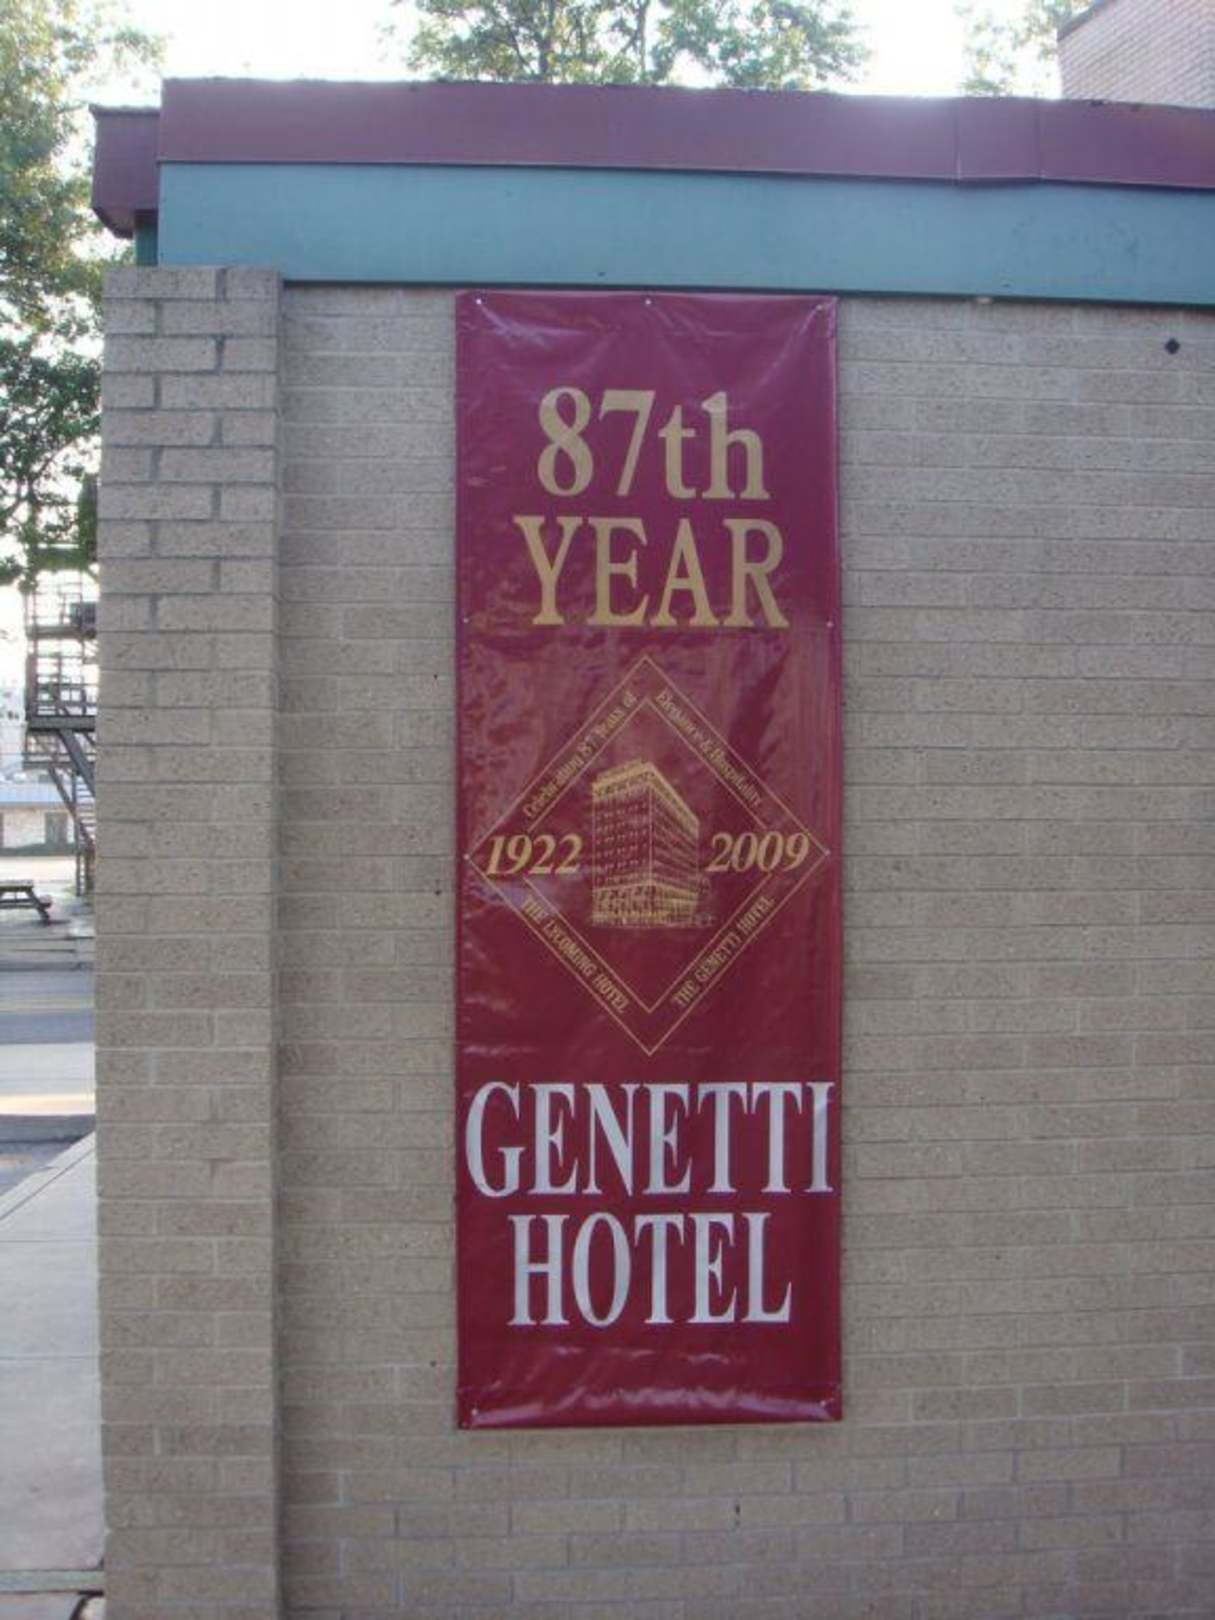 87th
YEAR
Celebrating 87 Years of
Elegance & Hospitality
1922
2009
THE LYCOMING HOTEL
THE GENETTI HOTEL
GENETTI
HOTEL